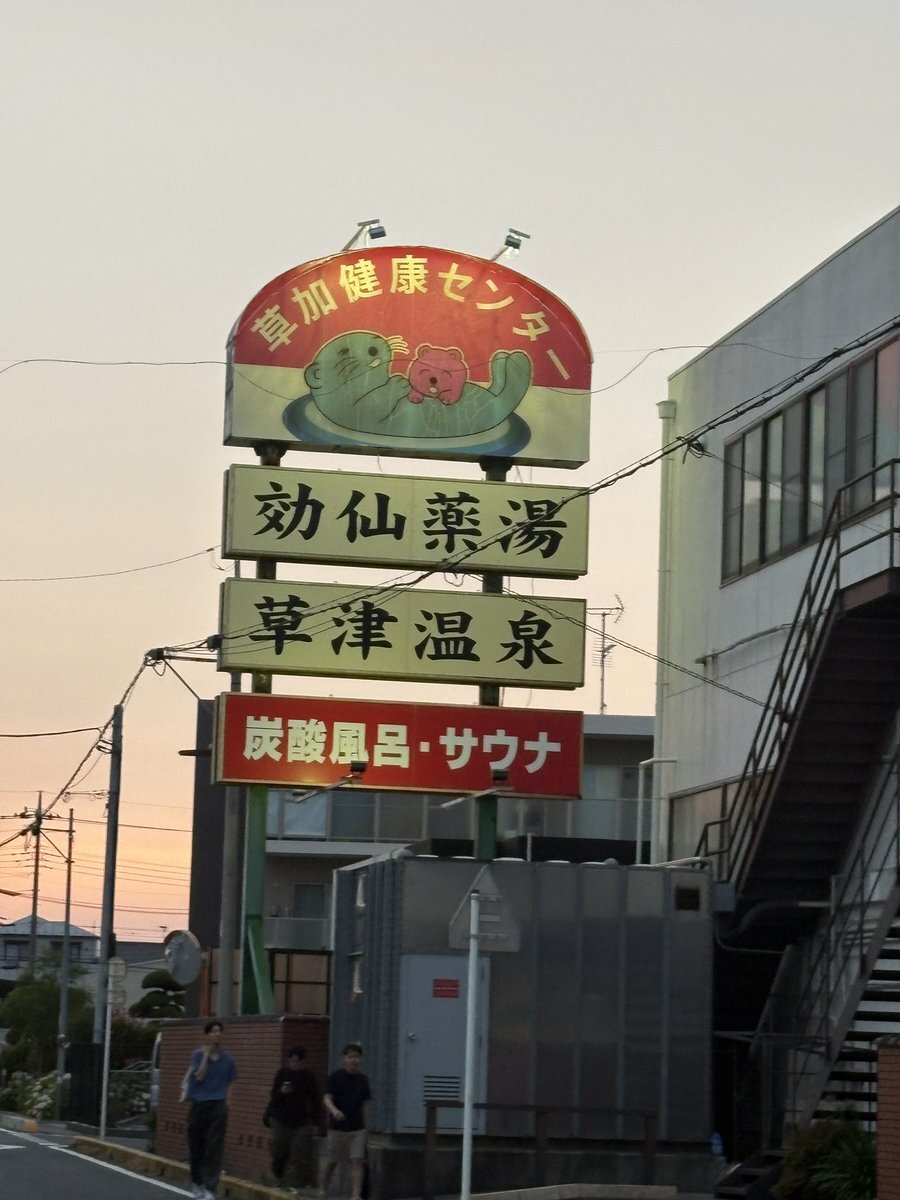 草加健康センター
効仙薬湯
草津温泉
炭酸風呂・サウナ